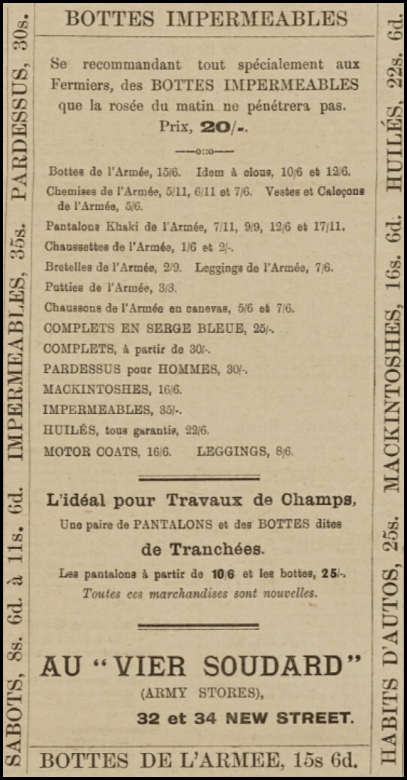 BOTTES IMPERMEABLES
Se recommandant tout spécialement aux
Fermiers, des BOTTES IMPERMEABLES
que la rosée du matin ne pénétrera pas.
Prix, 20/-.
Bottes de l'Armée, 15/6. Idem à clous, 10/6 et 12/6.
Chemises de l'Armée, 5/11, 6/11 et 7/6. Vestes et Caleçons
de l'Armée, 5/6.
Pantalons Khaki de l'Armée, 7/11, 9/9, 12/6 et 17/11.
Chaussettes de l'Armée, 1/6 et 2/-.
Bretelles de l'Armée, 2/9. Leggings de l'Armée, 7/6.
Putties de l'Armée, 3/3.
Chaussons de l'Armée en canevas, 5/6 et 7/6.
COMPLETS EN SERGE BLEUE, 25/-.
COMPLETS, à partir de 30/-.
PARDESSUS pour HOMMES, 30/-.
MACKINTOSHES, 16/6.
IMPERMEABLES, 35/-.
HUILÉS, tous garantis, 22/6.
MOTOR COATS, 16/6. LEGGINGS, 8/6.
L'idéal pour Travaux de Champs,
Une paire de PANTALONS et des BOTTES dites
de Tranchées.
Les pantalons à partir de 10/6 et les bottes, 25/-.
Toutes ces marchandises sont nouvelles.
AU "VIER SOUDARD"
(ARMY STORES),
32 et 34 NEW STREET.
BOTTES DE L'ARMEE, 15s 6d.
SABOTS, 8s. 6d. à 11s. 6d. IMPERMEABLES, 35s. PARDESSUS, 30s.
HABITS D'AUTOS, 25s. MACKINTOSHES, 16s. 6d. HUILÉS, 22s. 6d.